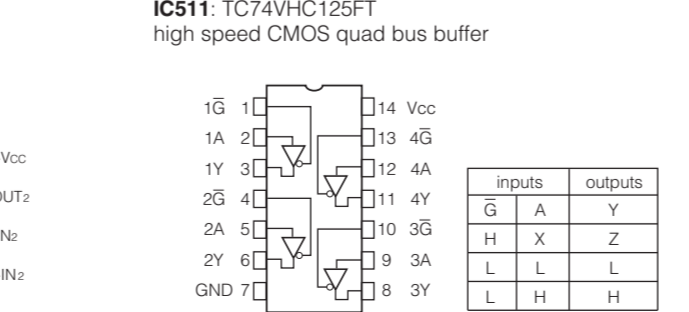 IC511: TC74VHC125FT
high speed CMOS quad bus buffer
1G̅ 1 14 Vcc
1A 2 13 4G̅
Vcc
1Y 3 12 4A
inputs outputs
OUT2
2G̅ 4 11 4Y
G̅ A Y
2A 5 10 3G̅
N2
H X Z
2Y 6 9 3A
L L L
IN2
GND 7 8 3Y
L H H